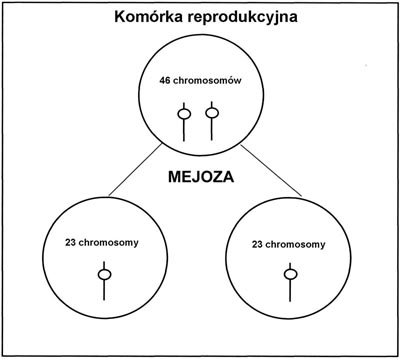 Komórka reprodukcyjna
46 chromosomów
MEJOZA
23 chromosomy
23 chromosomy